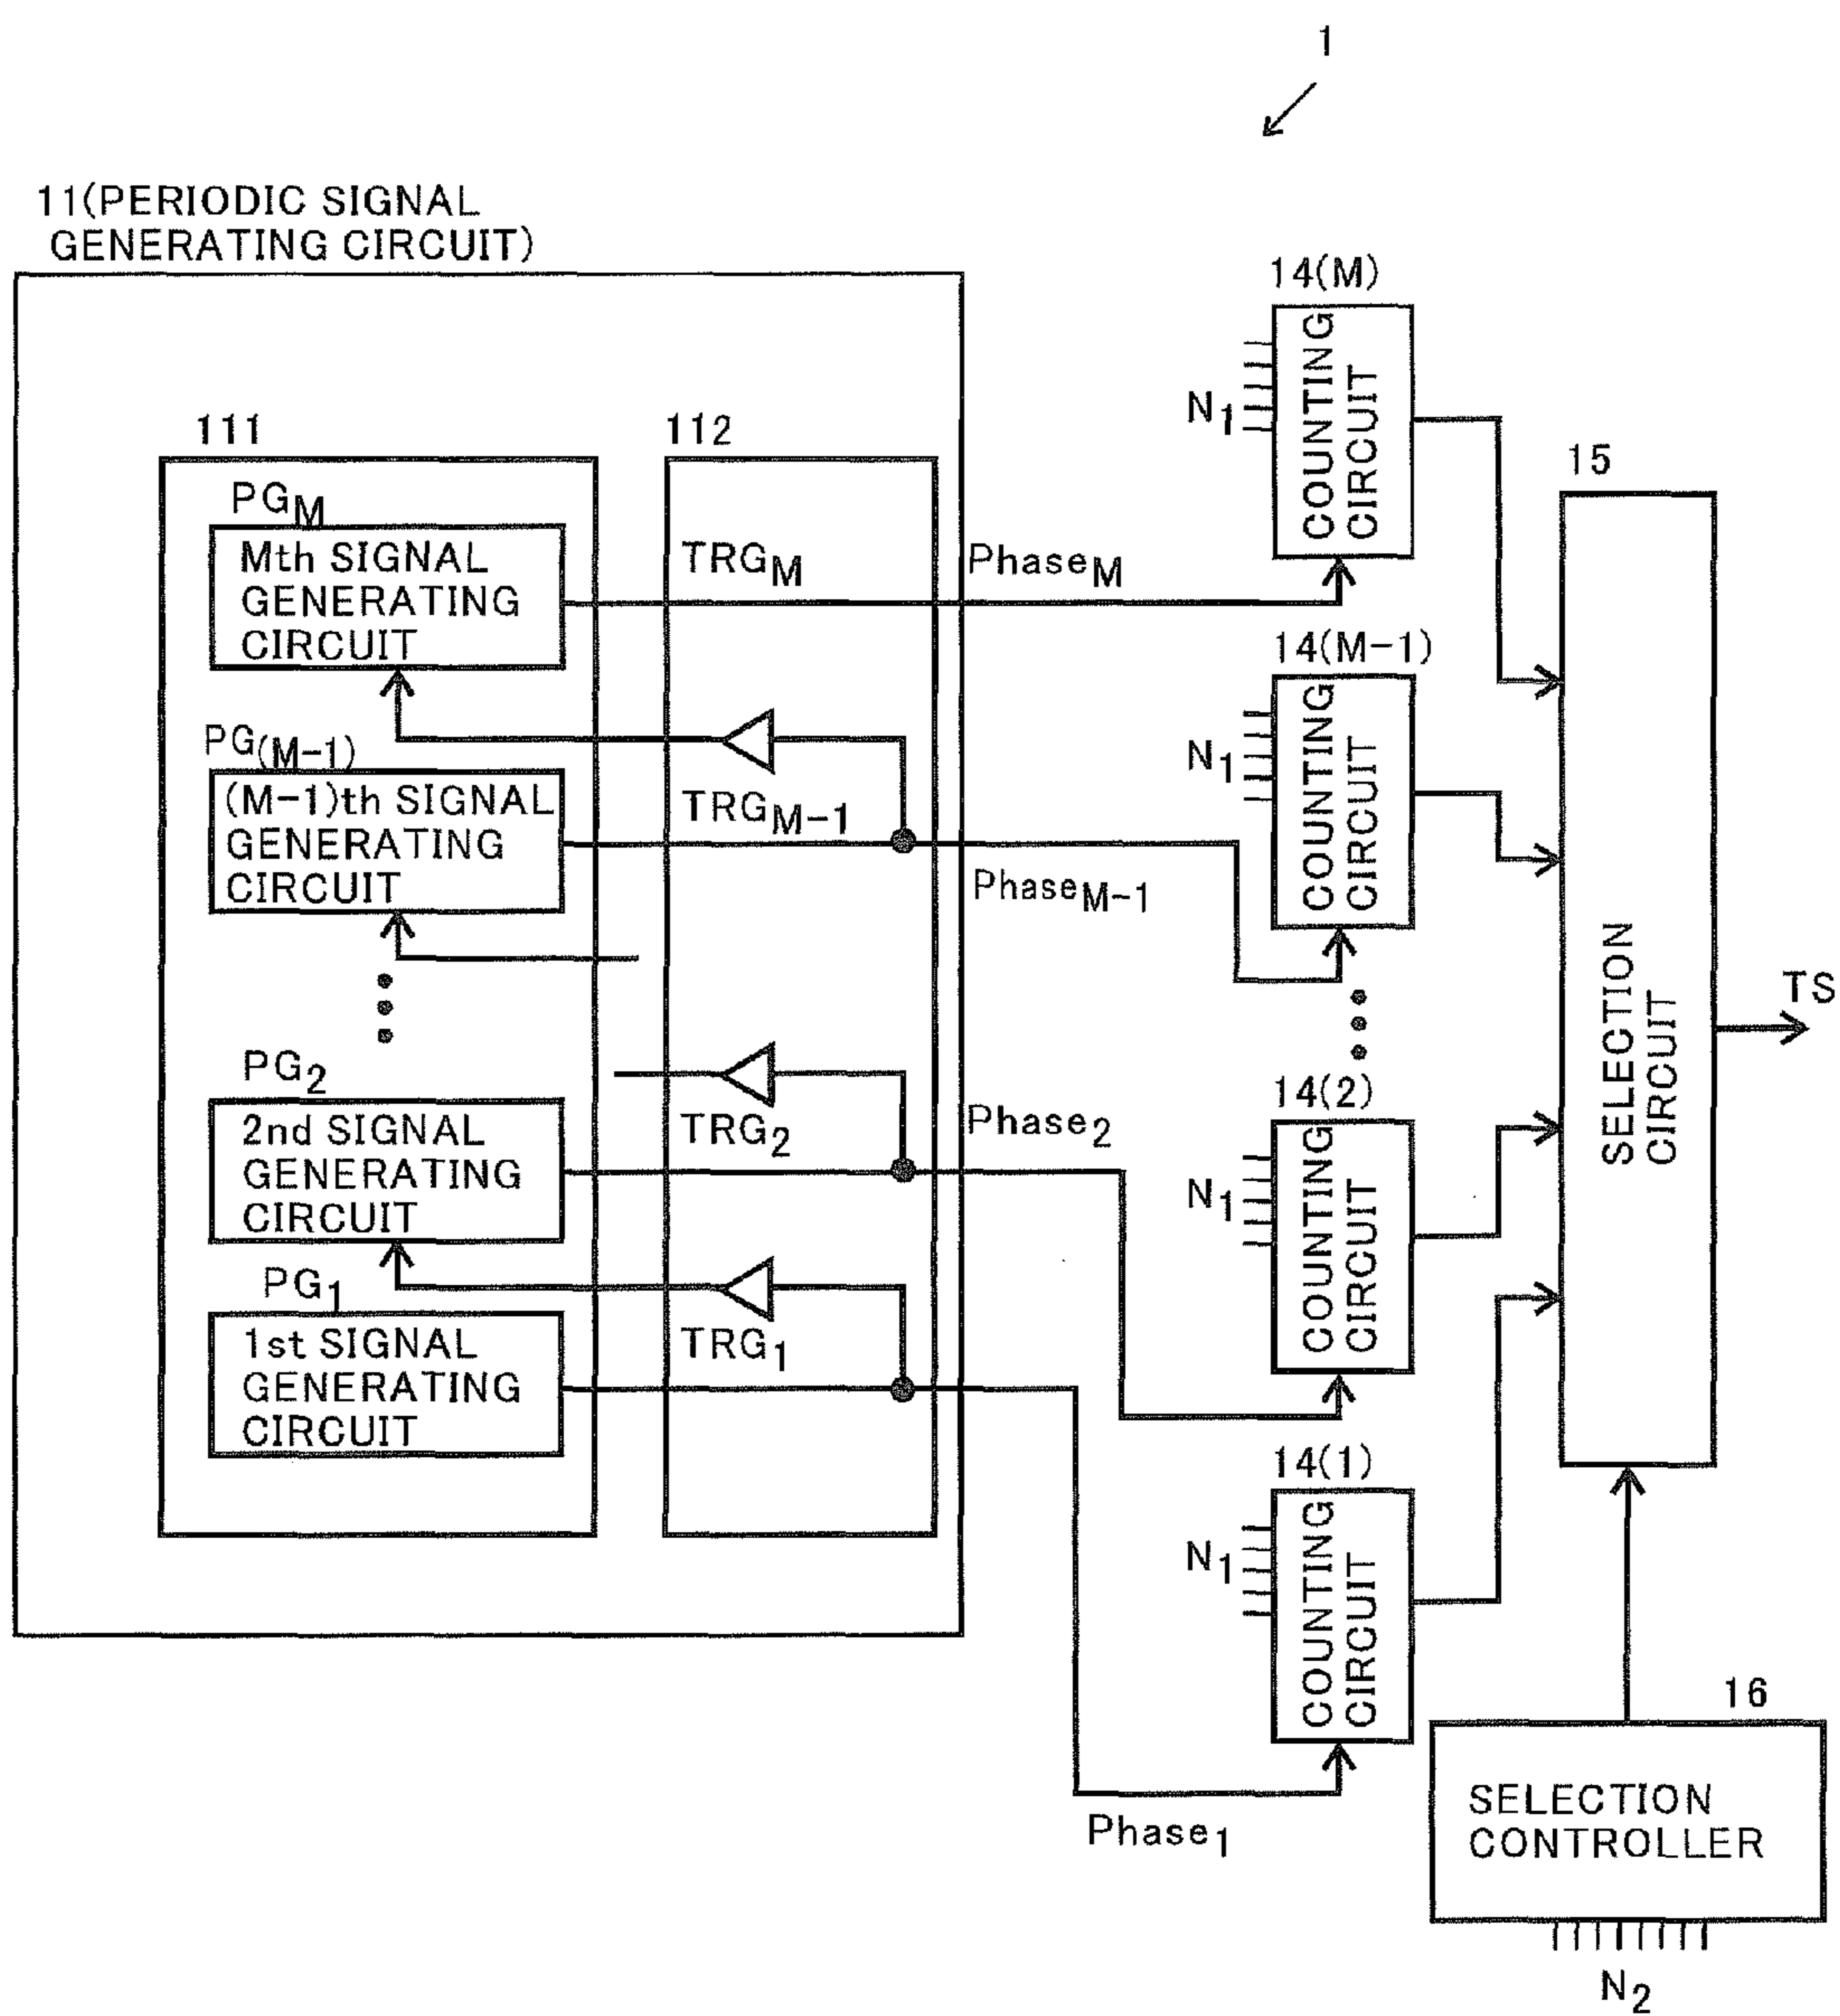 1
11(PERIODIC SIGNAL
GENERATING CIRCUIT)
111
112
PGM
Mth SIGNAL
GENERATING
CIRCUIT
TRGM
PhaseM
PG(M-1)
(M-1)th SIGNAL
GENERATING
CIRCUIT
TRGM-1
PhaseM-1
PG2
2nd SIGNAL
GENERATING
CIRCUIT
TRG2
Phase2
PG1
1st SIGNAL
GENERATING
CIRCUIT
TRG1
Phase1
14(M)
N1
COUNTING
CIRCUIT
14(M-1)
N1
COUNTING
CIRCUIT
14(2)
N1
COUNTING
CIRCUIT
14(1)
N1
COUNTING
CIRCUIT
15
SELECTION
CIRCUIT
TS
16
SELECTION
CONTROLLER
N2